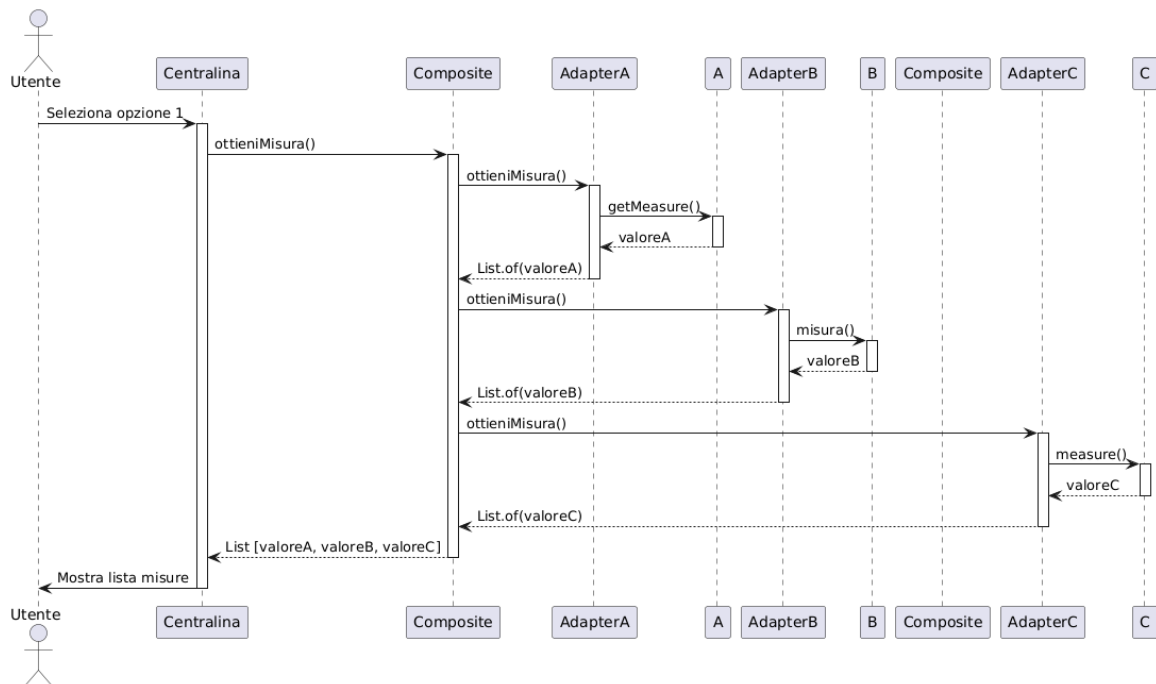 Utente
Centralina
Composite
AdapterA
A
AdapterB
B
Composite
AdapterC
C
Seleziona opzione 1
ottieniMisura()
ottieniMisura()
getMeasure()
valoreA
List.of(valoreA)
ottieniMisura()
misura()
valoreB
List.of(valoreB)
ottieniMisura()
measure()
valoreC
List.of(valoreC)
List [valoreA, valoreB, valoreC]
Mostra lista misure
Utente
Centralina
Composite
AdapterA
A
AdapterB
B
Composite
AdapterC
C